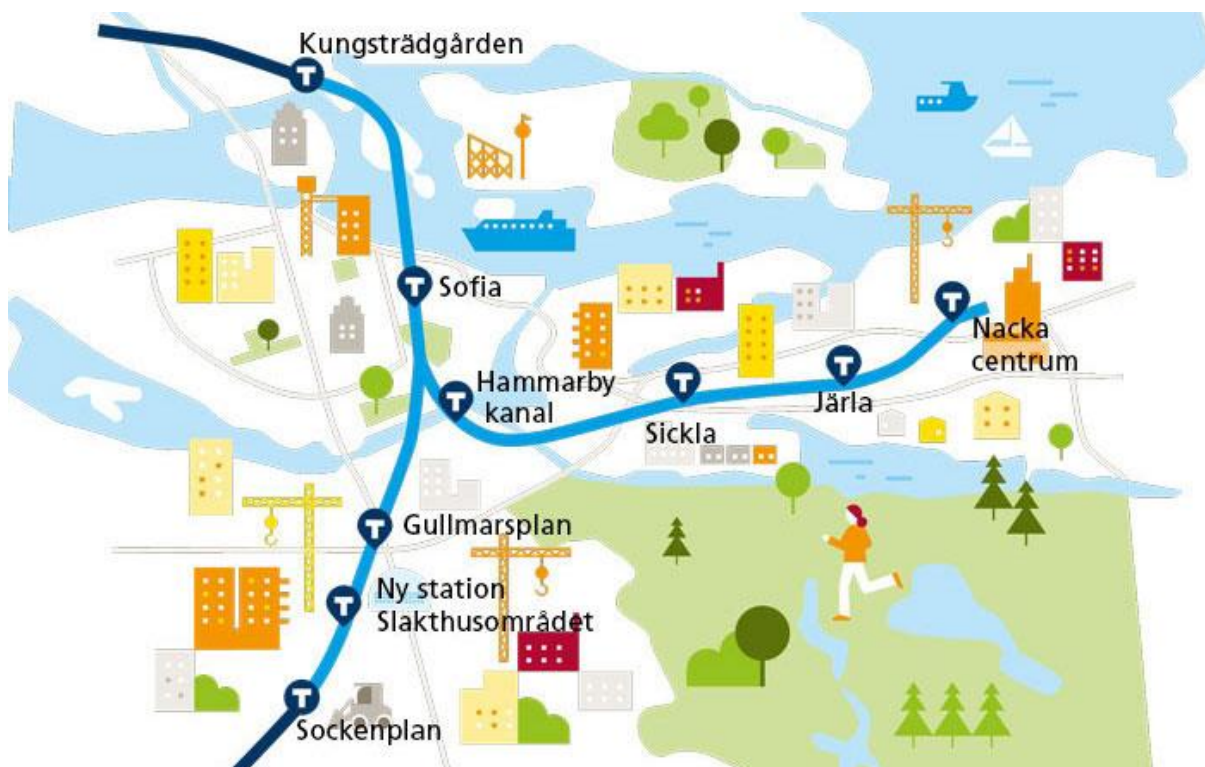 Kungsträdgården
T
T
Sofia
T
Nacka
centrum
T
Järla
T
Sickla
Hammarby
kanal
T
T
Gullmarsplan
T
Ny station
Slakthusområdet
T
Sockenplan